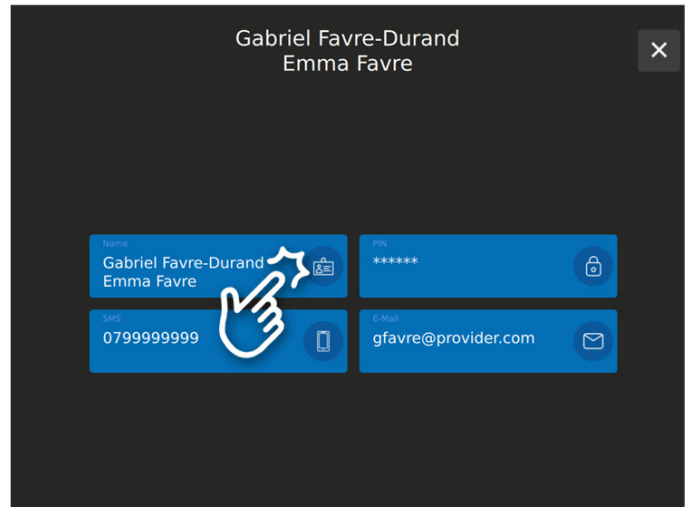 Gabriel Favre-Durand
Emma Favre
Name
Gabriel Favre-Durand
Emma Favre
PIN
******
SMS
0799999999
E-Mail
gfavre@provider.com